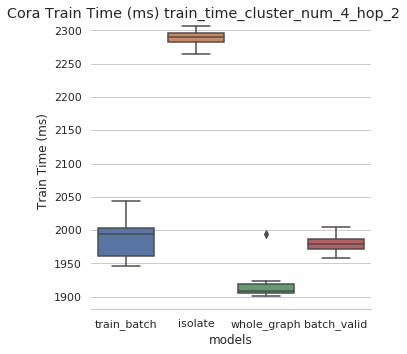 Cora Train Time (ms) train_time_cluster_num_4_hop_2
2300
2250
2200
2150
2100
2050
2000
1950
1900
Train Time (ms)
train_batch isolate whole_graph batch_valid
models